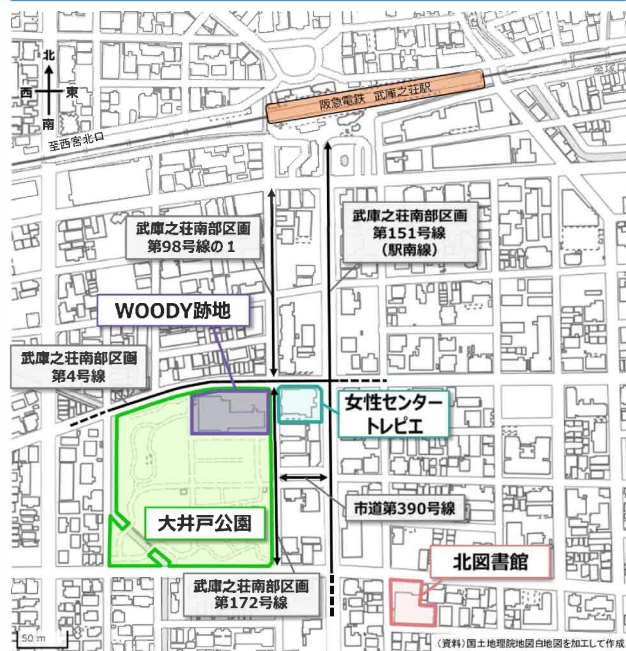 北
西 東
南
阪急電鉄 武庫之荘駅
至西宮北口
武庫之荘南部区画
第98号線の1
武庫之荘南部区画
第151号線
(駅南線)
WOODY跡地
武庫之荘南部区画
第4号線
女性センター
トレピエ
市道第390号線
大井戸公園
北図書館
武庫之荘南部区画
第172号線
50 m
(資料)国土地理院地図白地図を加工して作成